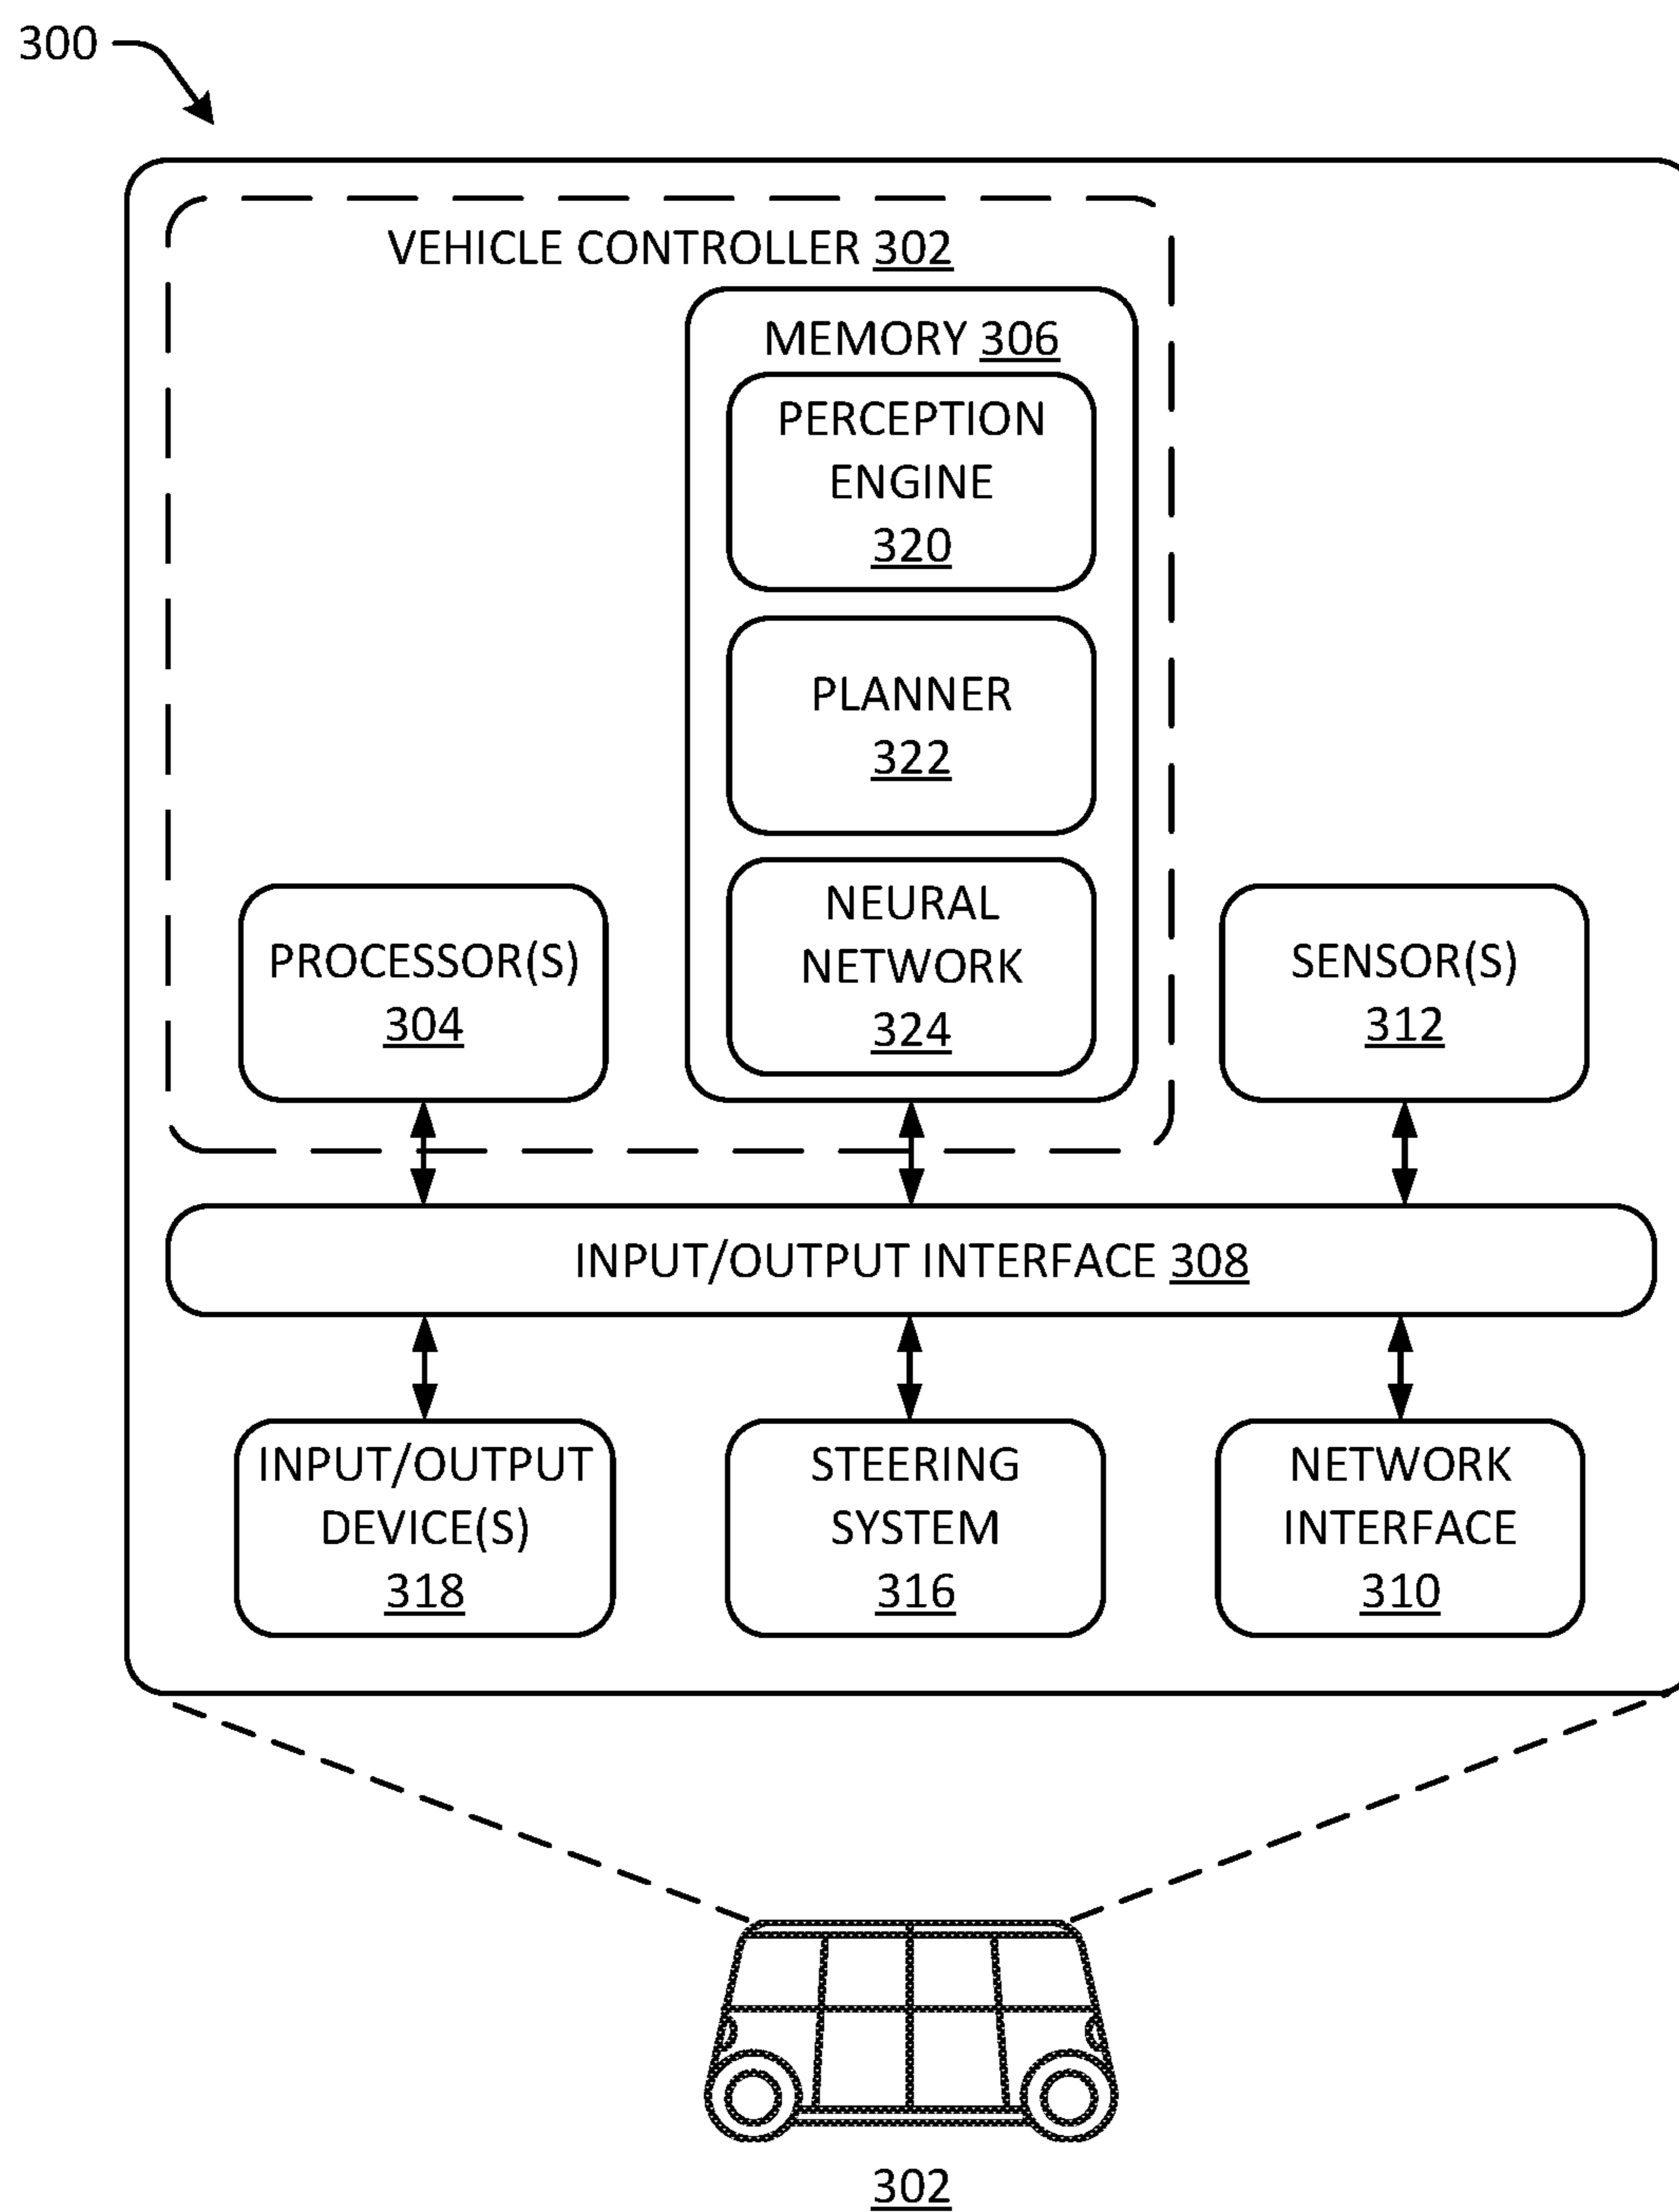 300
VEHICLE CONTROLLER 302
MEMORY 306
PERCEPTION
ENGINE
320
PLANNER
322
NEURAL
NETWORK
324
PROCESSOR(S)
304
SENSOR(S)
312
INPUT/OUTPUT INTERFACE 308
INPUT/OUTPUT
DEVICE(S)
318
STEERING
SYSTEM
316
NETWORK
INTERFACE
310
302